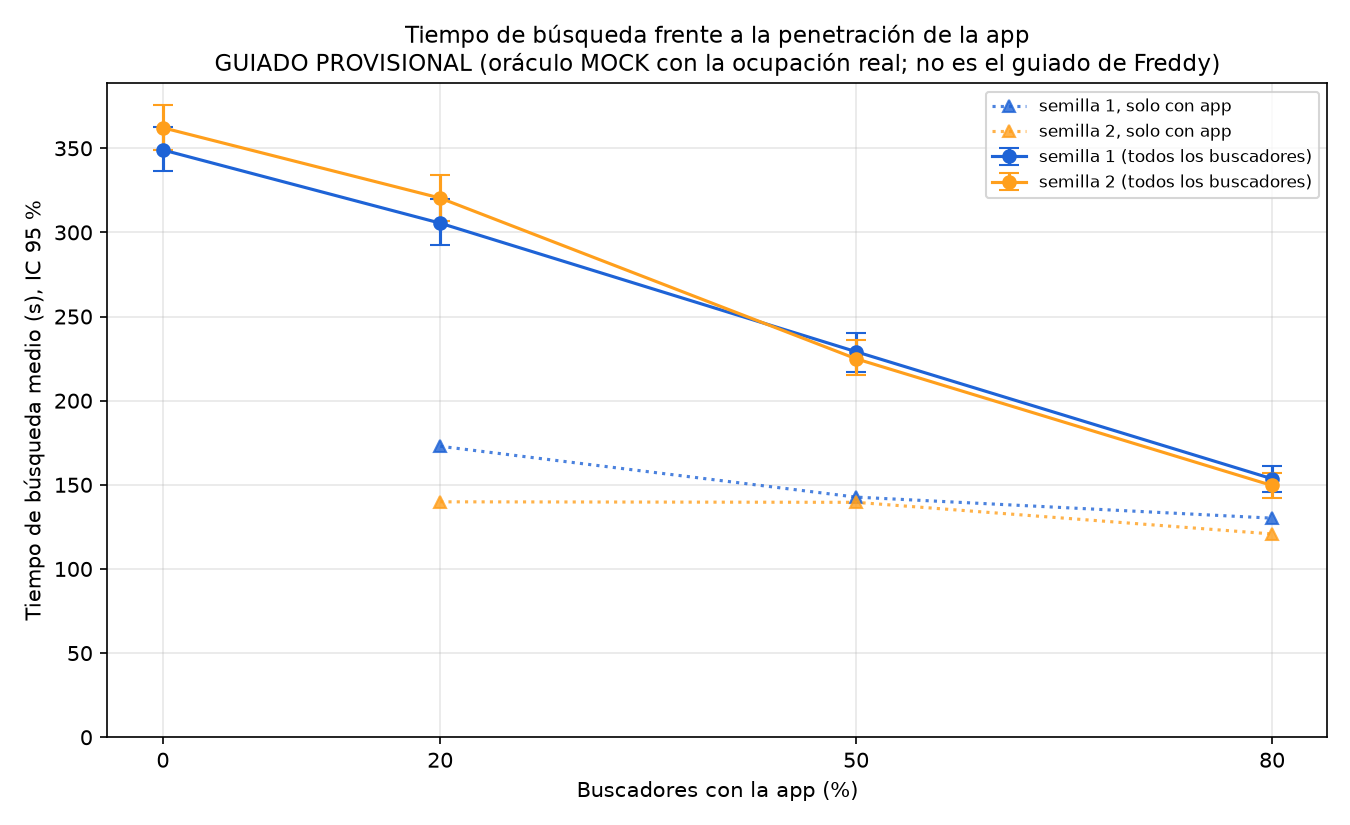 Tiempo de búsqueda frente a la penetración de la app
GUIADO PROVISIONAL (oráculo MOCK con la ocupación real; no es el guiado de Freddy)
semilla 1, solo con app
semilla 2, solo con app
semilla 1 (todos los buscadores)
semilla 2 (todos los buscadores)
Tiempo de búsqueda medio (s), IC 95 %
350
300
250
200
150
100
50
0
0 20 50 80
Buscadores con la app (%)